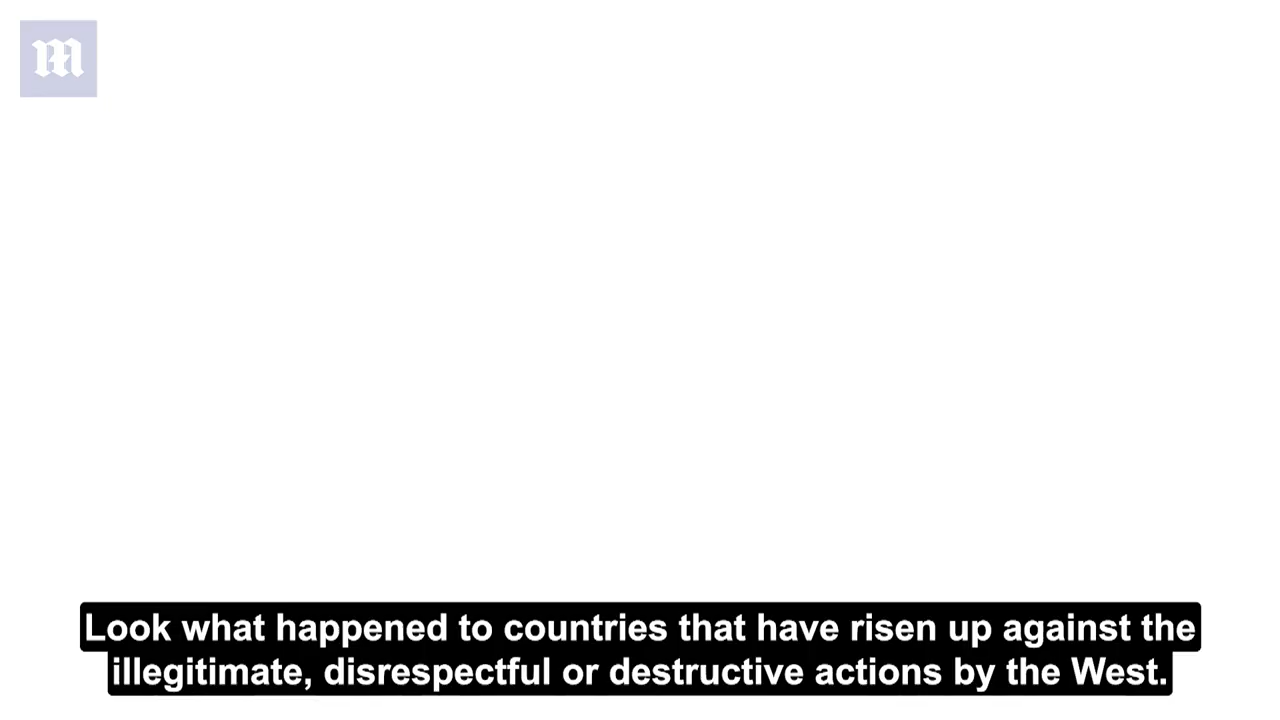 Look what happened to countries that have risen up against the
illegitimate, disrespectful or destructive actions by the West.